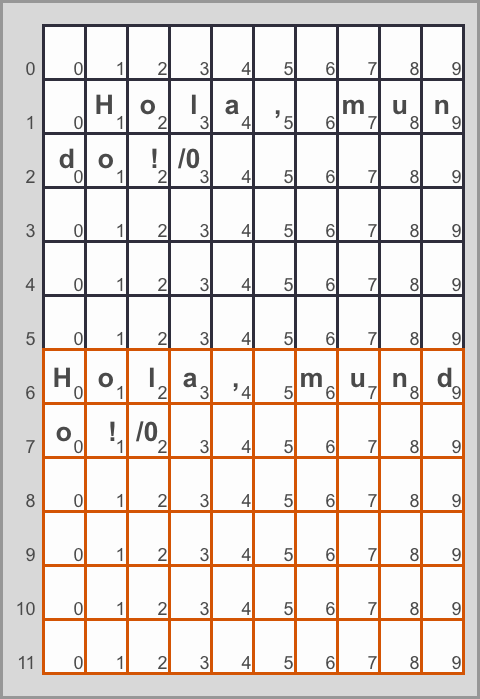 0 0 1 2 3 4 5 6 7 8 9
H o l a , m u n
1 0 1 2 3 4 5 6 7 8 9
d o ! /0
2 0 1 2 3 4 5 6 7 8 9
3 0 1 2 3 4 5 6 7 8 9
4 0 1 2 3 4 5 6 7 8 9
5 0 1 2 3 4 5 6 7 8 9
H o l a , m u n d
6 0 1 2 3 4 5 6 7 8 9
o ! /0
7 0 1 2 3 4 5 6 7 8 9
8 0 1 2 3 4 5 6 7 8 9
9 0 1 2 3 4 5 6 7 8 9
10 0 1 2 3 4 5 6 7 8 9
11 0 1 2 3 4 5 6 7 8 9